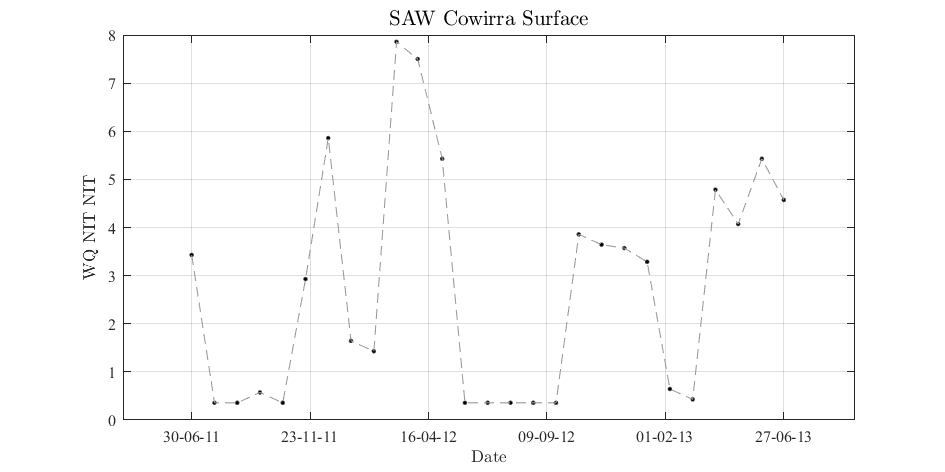 SAW Cowirra Surface
WQ NIT NIT
8
7
6
5
4
3
2
1
0
30-06-11 23-11-11 16-04-12 09-09-12 01-02-13 27-06-13
Date